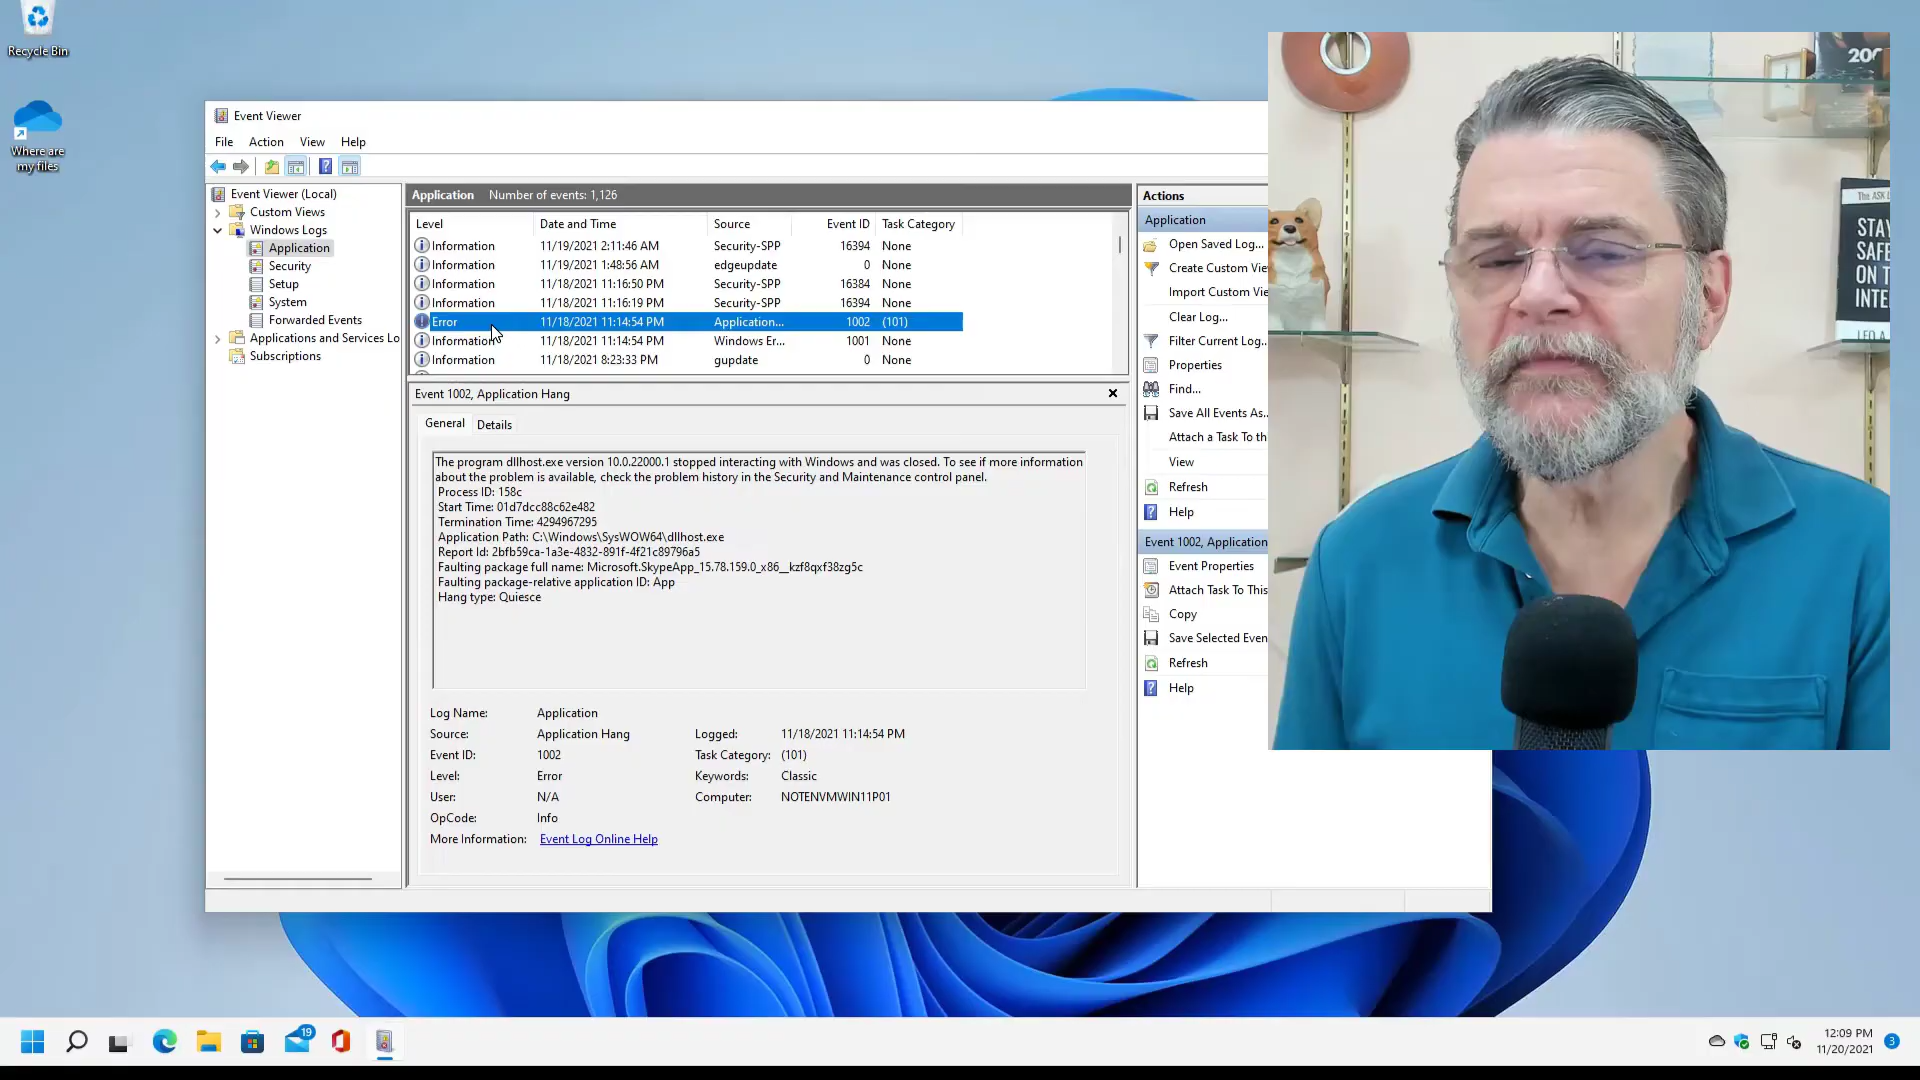 Recycle Bin
Where are
my files
Event Viewer
File Action View Help
Event Viewer (Local)
Custom Views
Windows Logs
Application
Security
Setup
System
Forwarded Events
Applications and Services Lo
Subscriptions
Application Number of events: 1,126
Level Date and Time Source Event ID Task Category
Information 11/19/2021 2:11:46 AM Security-SPP 16394 None
Information 11/19/2021 1:48:56 AM edgeupdate 0 None
Information 11/18/2021 11:16:50 PM Security-SPP 16384 None
Information 11/18/2021 11:16:19 PM Security-SPP 16394 None
Error 11/18/2021 11:14:54 PM Application... 1002 (101)
Information 11/18/2021 11:14:54 PM Windows Er... 1001 None
Information 11/18/2021 8:23:33 PM gupdate 0 None
Event 1002, Application Hang
General Details
The program dllhost.exe version 10.0.22000.1 stopped interacting with Windows and was closed. To see if more information
about the problem is available, check the problem history in the Security and Maintenance control panel.
Process ID: 158c
Start Time: 01d7dcc88c62e482
Termination Time: 4294967295
Application Path: C:\Windows\SysWOW64\dllhost.exe
Report Id: 2bfb59ca-1a3e-4832-891f-4f21c89796a5
Faulting package full name: Microsoft.SkypeApp_15.78.159.0_x86__kzf8qxf38zg5c
Faulting package-relative application ID: App
Hang type: Quiesce
Log Name: Application
Source: Application Hang Logged: 11/18/2021 11:14:54 PM
Event ID: 1002 Task Category: (101)
Level: Error Keywords: Classic
User: N/A Computer: NOTENVMWIN11P01
OpCode: Info
More Information: Event Log Online Help
Actions
Application
Open Saved Log...
Create Custom Vie
Import Custom Vie
Clear Log...
Filter Current Log...
Properties
Find...
Save All Events As...
Attach a Task To th
View
Refresh
Help
Event 1002, Application
Event Properties
Attach Task To This
Copy
Save Selected Even
Refresh
Help
200
The ASK L
STAY
SAFE
ON T
INTER
LEO A
19
12:09 PM
11/20/2021
3